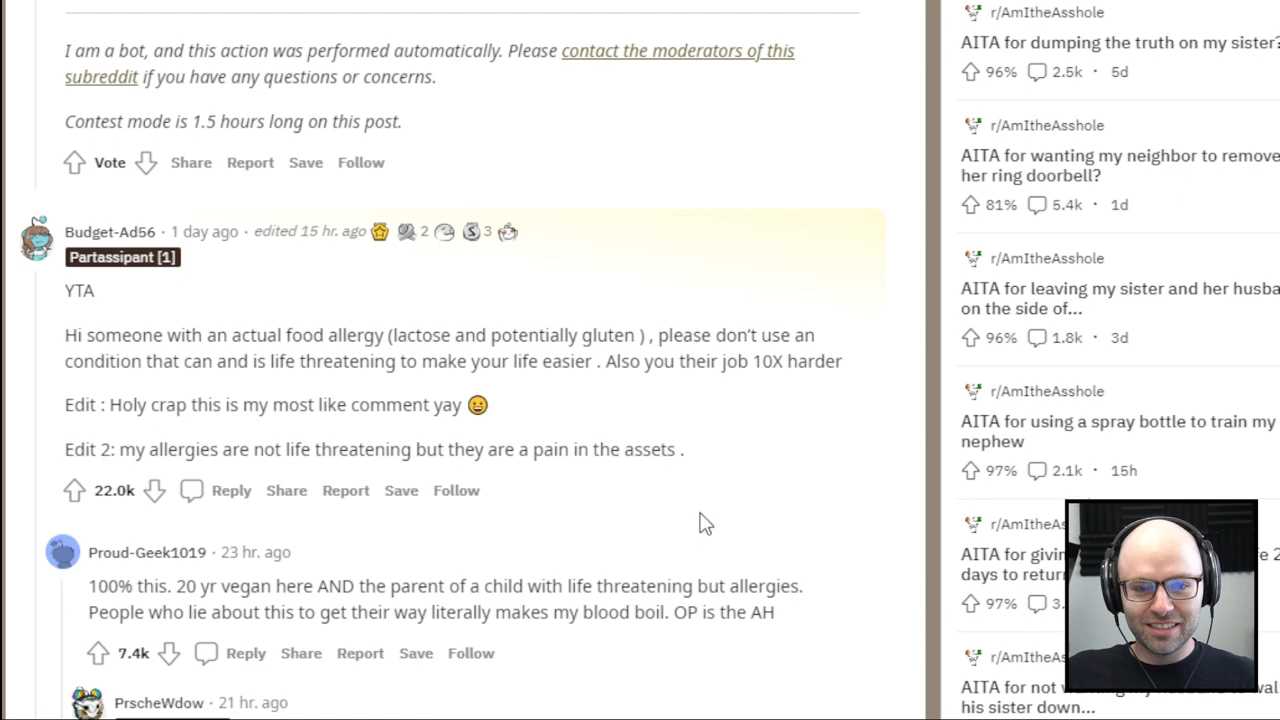 I am a bot, and this action was performed automatically. Please contact the moderators of this
subreddit if you have any questions or concerns.
Contest mode is 1.5 hours long on this post.
Vote Share Report Save Follow
Budget-Ad56 · 1 day ago · edited 15 hr. ago 2 3
Partassipant [1]
YTA
Hi someone with an actual food allergy (lactose and potentially gluten ) , please don't use an
condition that can and is life threatening to make your life easier . Also you their job 10X harder
Edit : Holy crap this is my most like comment yay 😀
Edit 2: my allergies are not life threatening but they are a pain in the assets .
22.0k Reply Share Report Save Follow
Proud-Geek1019 · 23 hr. ago
100% this. 20 yr vegan here AND the parent of a child with life threatening but allergies.
People who lie about this to get their way literally makes my blood boil. OP is the AH
7.4k Reply Share Report Save Follow
PrscheWdow · 21 hr. ago
r/AmItheAsshole
AITA for dumping the truth on my sister?
96% 2.5k · 5d
r/AmItheAsshole
AITA for wanting my neighbor to remove
her ring doorbell?
81% 5.4k · 1d
r/AmItheAsshole
AITA for leaving my sister and her husba
on the side of...
96% 1.8k · 3d
r/AmItheAsshole
AITA for using a spray bottle to train my
nephew
97% 2.1k · 15h
r/AmItheAs
AITA for givin fe 2
days to return
97% 3.
r/AmItheAs
AITA for not wal
his sister down...